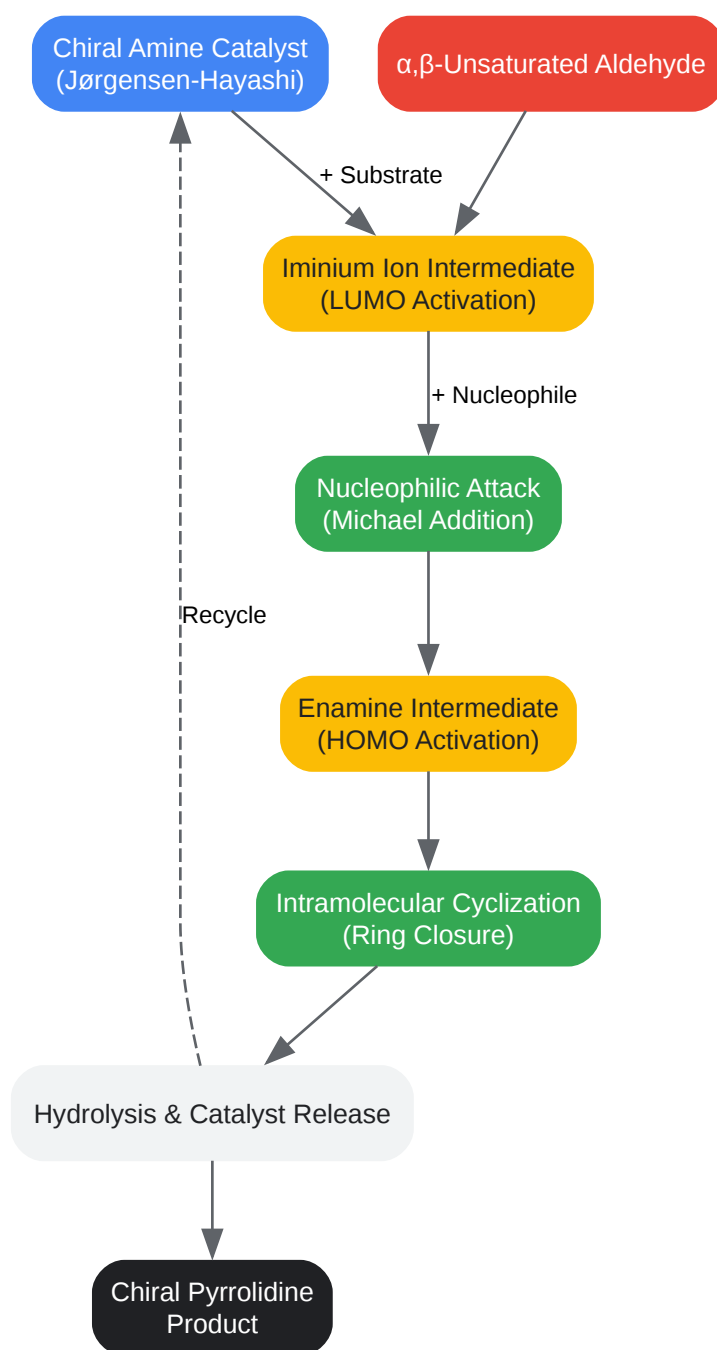 Chiral Amine Catalyst
(Jørgensen-Hayashi)
α,β-Unsaturated Aldehyde
+ Substrate
Iminium Ion Intermediate
(LUMO Activation)
+ Nucleophile
Nucleophilic Attack
(Michael Addition)
Recycle
Enamine Intermediate
(HOMO Activation)
Intramolecular Cyclization
(Ring Closure)
Hydrolysis & Catalyst Release
Chiral Pyrrolidine
Product